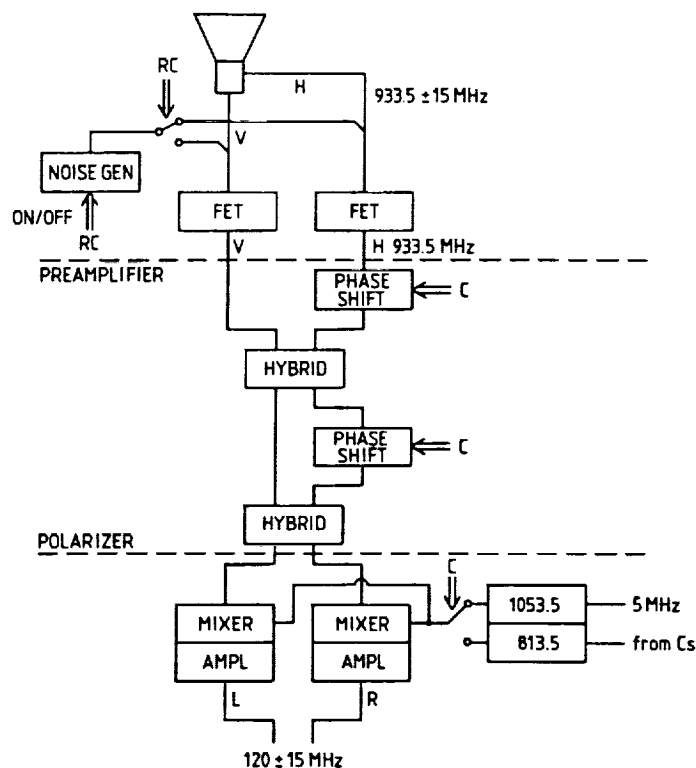 RC
H
933.5 ±15 MHz
V
NOISE GEN
ON/OFF
RC
FET
FET
V
H 933.5 MHz
PREAMPLIFIER
PHASE
SHIFT
C
HYBRID
PHASE
SHIFT
C
HYBRID
POLARIZER
C
MIXER
MIXER
1053.5
5 MHz
AMPL
AMPL
813.5
from Cs
L
R
120 ± 15 MHz